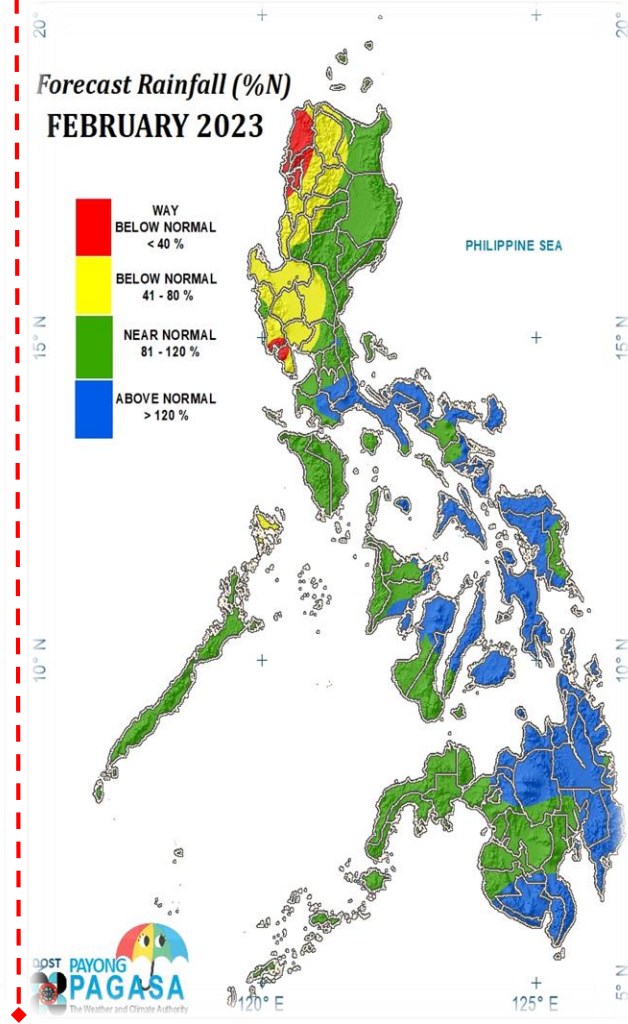 20°
20°
Forecast Rainfall (%N)
FEBRUARY 2023
WAY
BELOW NORMAL
< 40 %
BELOW NORMAL
41 - 80 %
NEAR NORMAL
81 - 120 %
ABOVE NORMAL
> 120 %
PHILIPPINE SEA
15° N
15° N
10° N
10° N
5° N
120° E
125° E
DOST
PAYONG
PAGASA
The Weather and Climate Authority